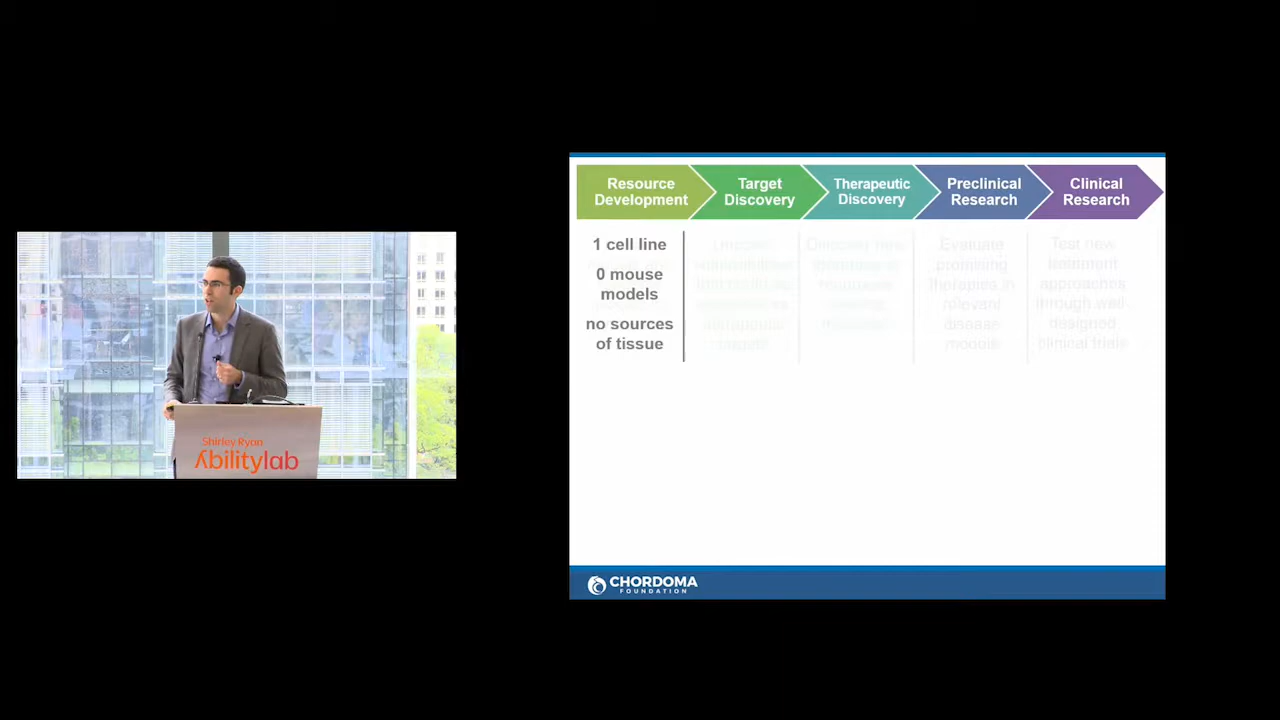 Shirley Ryan
Abilitylab
Resource
Development
Target
Discovery
Therapeutic
Discovery
Preclinical
Research
Clinical
Research
1 cell line
0 mouse
models
no sources
of tissue
Evaluate
promising
therapies in
relevant
disease
models
Test new
treatment
approaches
through well-
designed
clinical trials
CHORDOMA
FOUNDATION